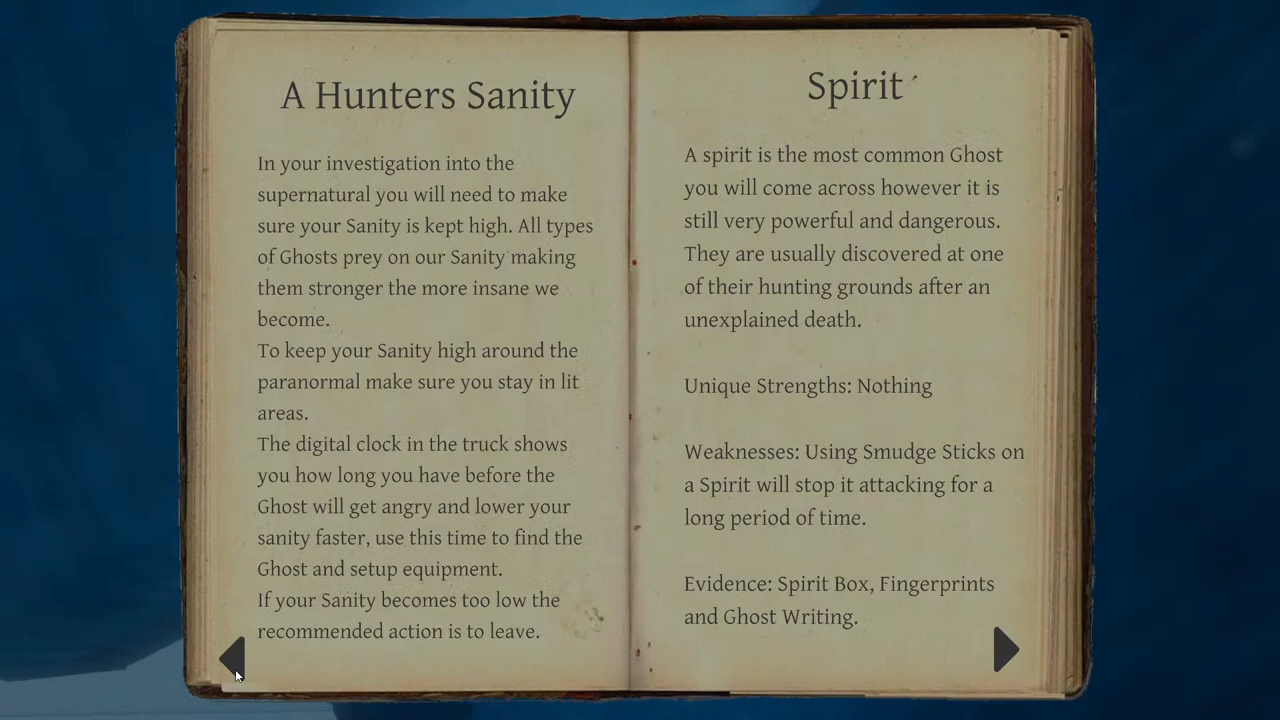 A Hunters Sanity
In your investigation into the
supernatural you will need to make
sure your Sanity is kept high. All types
of Ghosts prey on our Sanity making
them stronger the more insane we
become.
To keep your Sanity high around the
paranormal make sure you stay in lit
areas.
The digital clock in the truck shows
you how long you have before the
Ghost will get angry and lower your
sanity faster, use this time to find the
Ghost and setup equipment.
If your Sanity becomes too low the
recommended action is to leave.
Spirit
A spirit is the most common Ghost
you will come across however it is
still very powerful and dangerous.
They are usually discovered at one
of their hunting grounds after an
unexplained death.
Unique Strengths: Nothing
Weaknesses: Using Smudge Sticks on
a Spirit will stop it attacking for a
long period of time.
Evidence: Spirit Box, Fingerprints
and Ghost Writing.